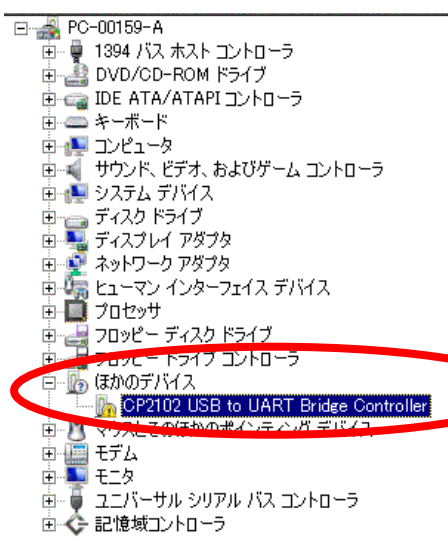 PC-00159-A
1394 バス ホスト コントローラ
DVD/CD-ROM ドライブ
IDE ATA/ATAPI コントローラ
キーボード
コンピュータ
サウンド、ビデオ、およびゲーム コントローラ
システム デバイス
ディスク ドライブ
ディスプレイ アダプタ
ネットワーク アダプタ
ヒューマン インターフェイス デバイス
プロセッサ
フロッピー ディスク ドライブ
フロッピー ドライブ コントローラ
ほかのデバイス
CP2102 USB to UART Bridge Controller
マウスとそのほかのポインティング デバイス
モデム
モニタ
ユニバーサル シリアル バス コントローラ
記憶域コントローラ